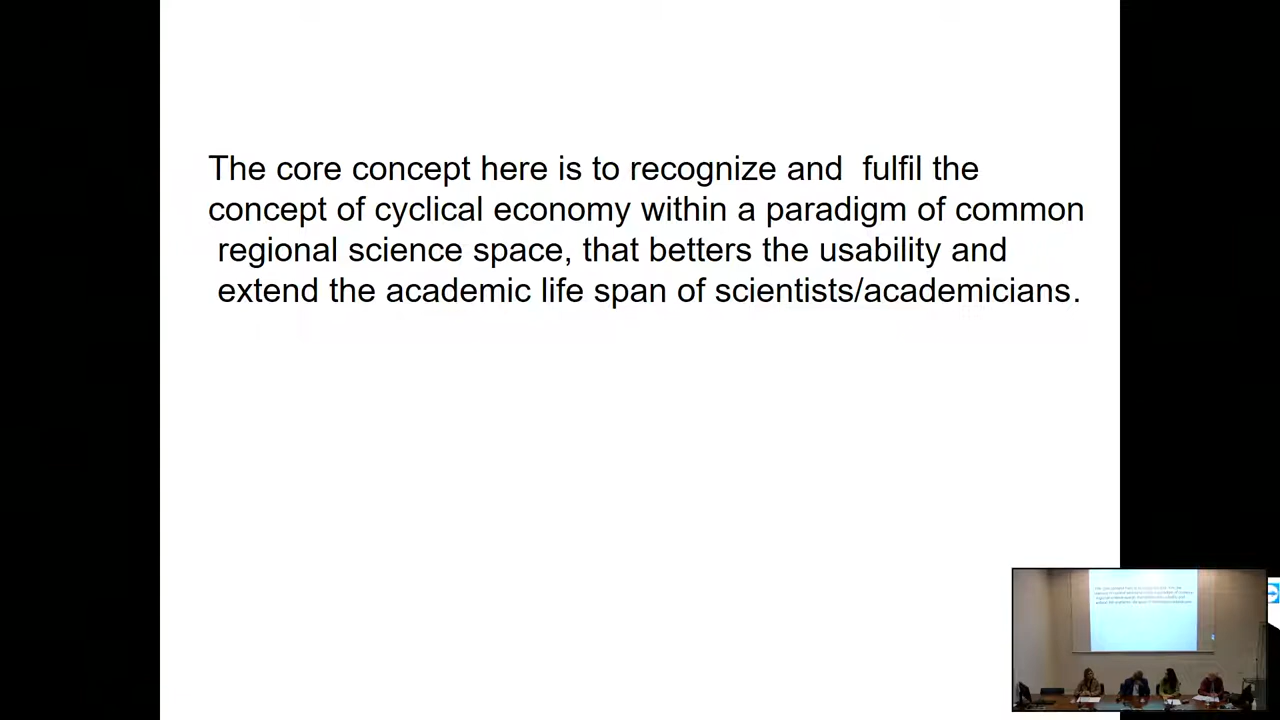 The core concept here is to recognize and  fulfil the
concept of cyclical economy within a paradigm of common
regional science space, that betters the usability and
extend the academic life span of scientists/academicians.